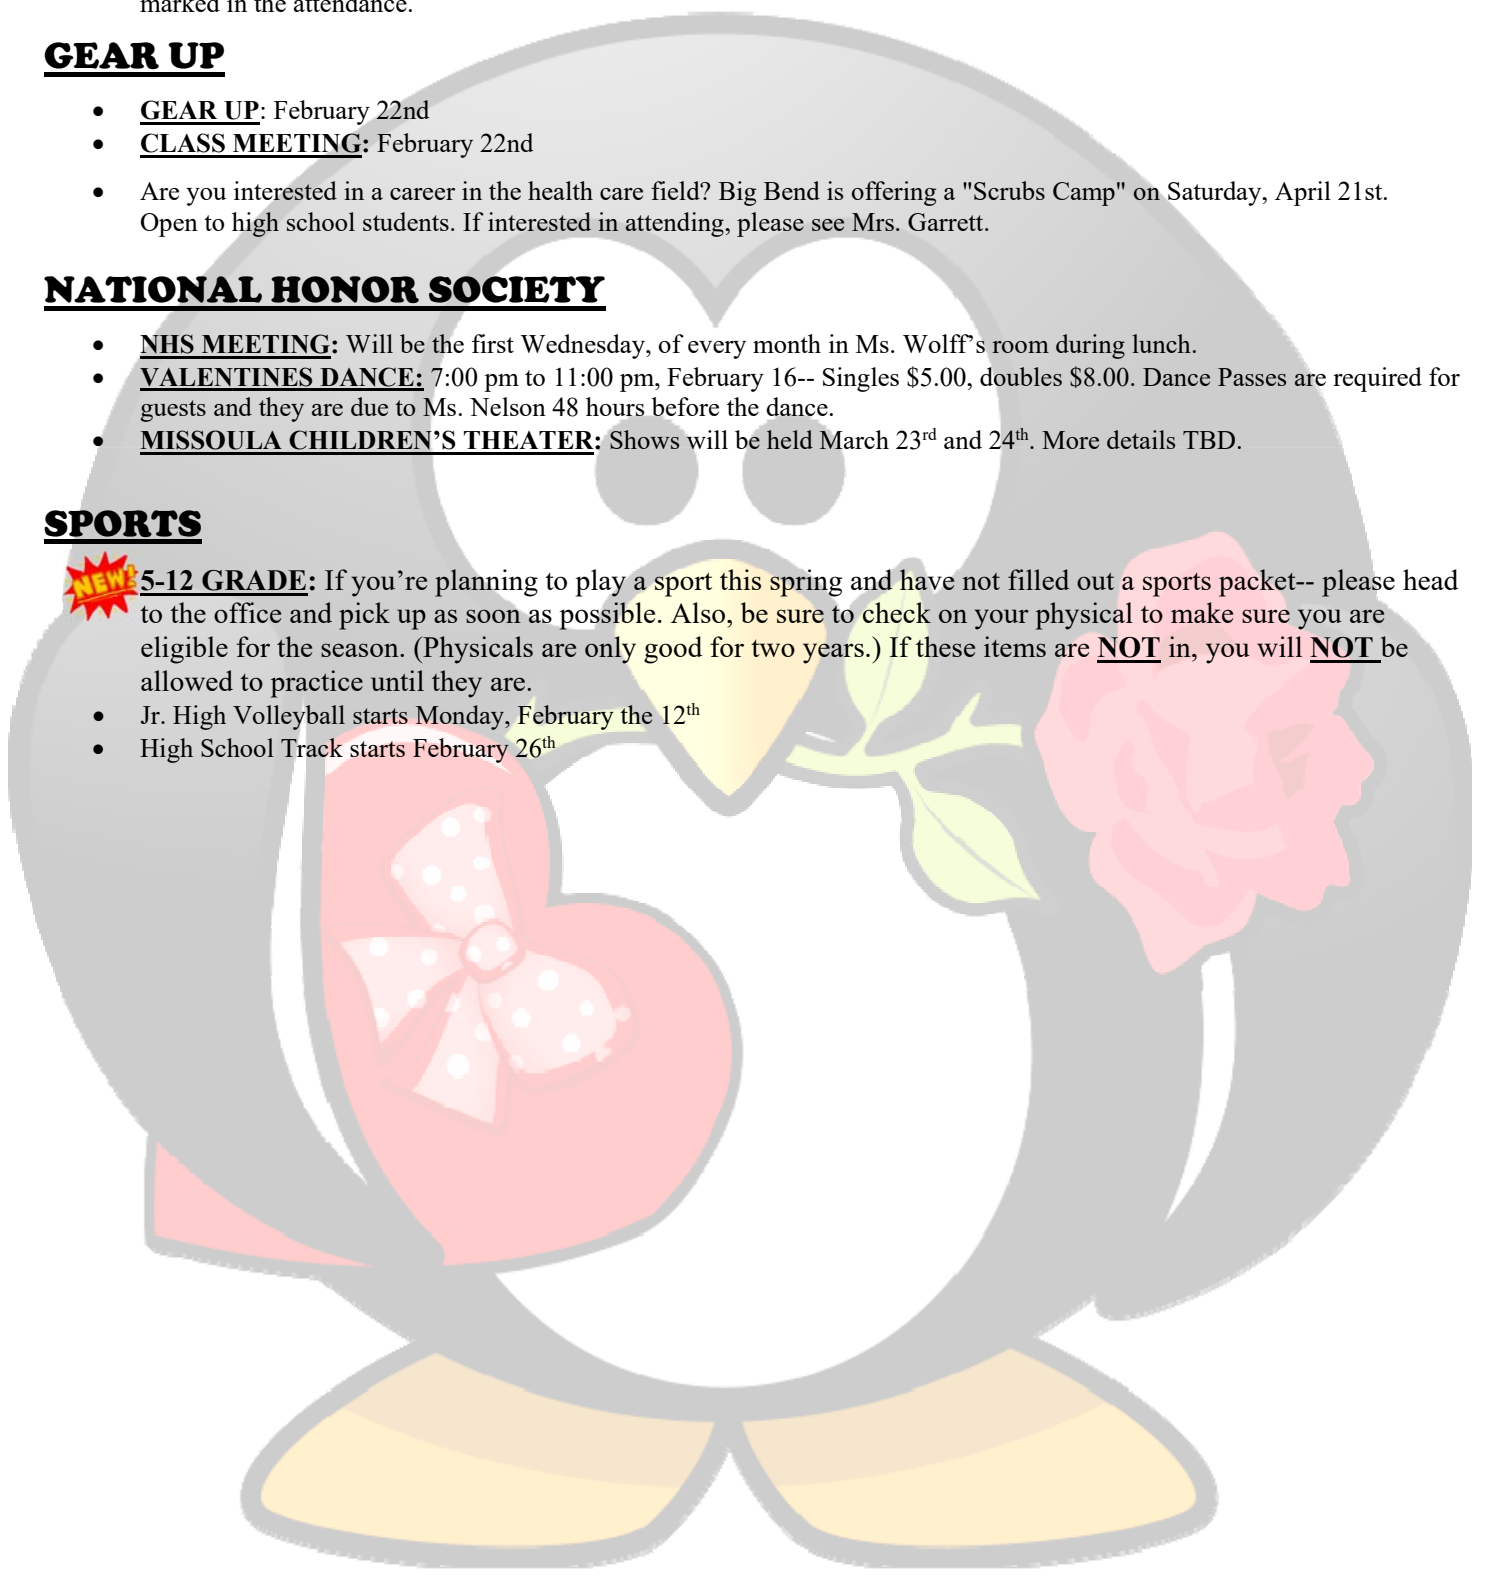 marked in the attendance.
GEAR UP
• GEAR UP: February 22nd
• CLASS MEETING: February 22nd
• Are you interested in a career in the health care field? Big Bend is offering a "Scrubs Camp" on Saturday, April 21st.
Open to high school students. If interested in attending, please see Mrs. Garrett.
NATIONAL HONOR SOCIETY
• NHS MEETING: Will be the first Wednesday, of every month in Ms. Wolff’s room during lunch.
• VALENTINES DANCE: 7:00 pm to 11:00 pm, February 16-- Singles $5.00, doubles $8.00. Dance Passes are required for
guests and they are due to Ms. Nelson 48 hours before the dance.
• MISSOULA CHILDREN’S THEATER: Shows will be held March 23rd and 24th. More details TBD.
SPORTS
NEW! 5-12 GRADE: If you’re planning to play a sport this spring and have not filled out a sports packet-- please head
to the office and pick up as soon as possible. Also, be sure to check on your physical to make sure you are
eligible for the season. (Physicals are only good for two years.) If these items are NOT in, you will NOT be
allowed to practice until they are.
• Jr. High Volleyball starts Monday, February the 12th
• High School Track starts February 26th